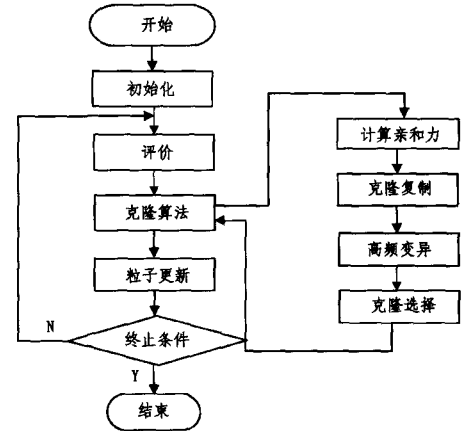 开始
初始化
评价
克隆算法
粒子更新
终止条件
N
Y
结束
计算亲和力
克隆复制
高频变异
克隆选择